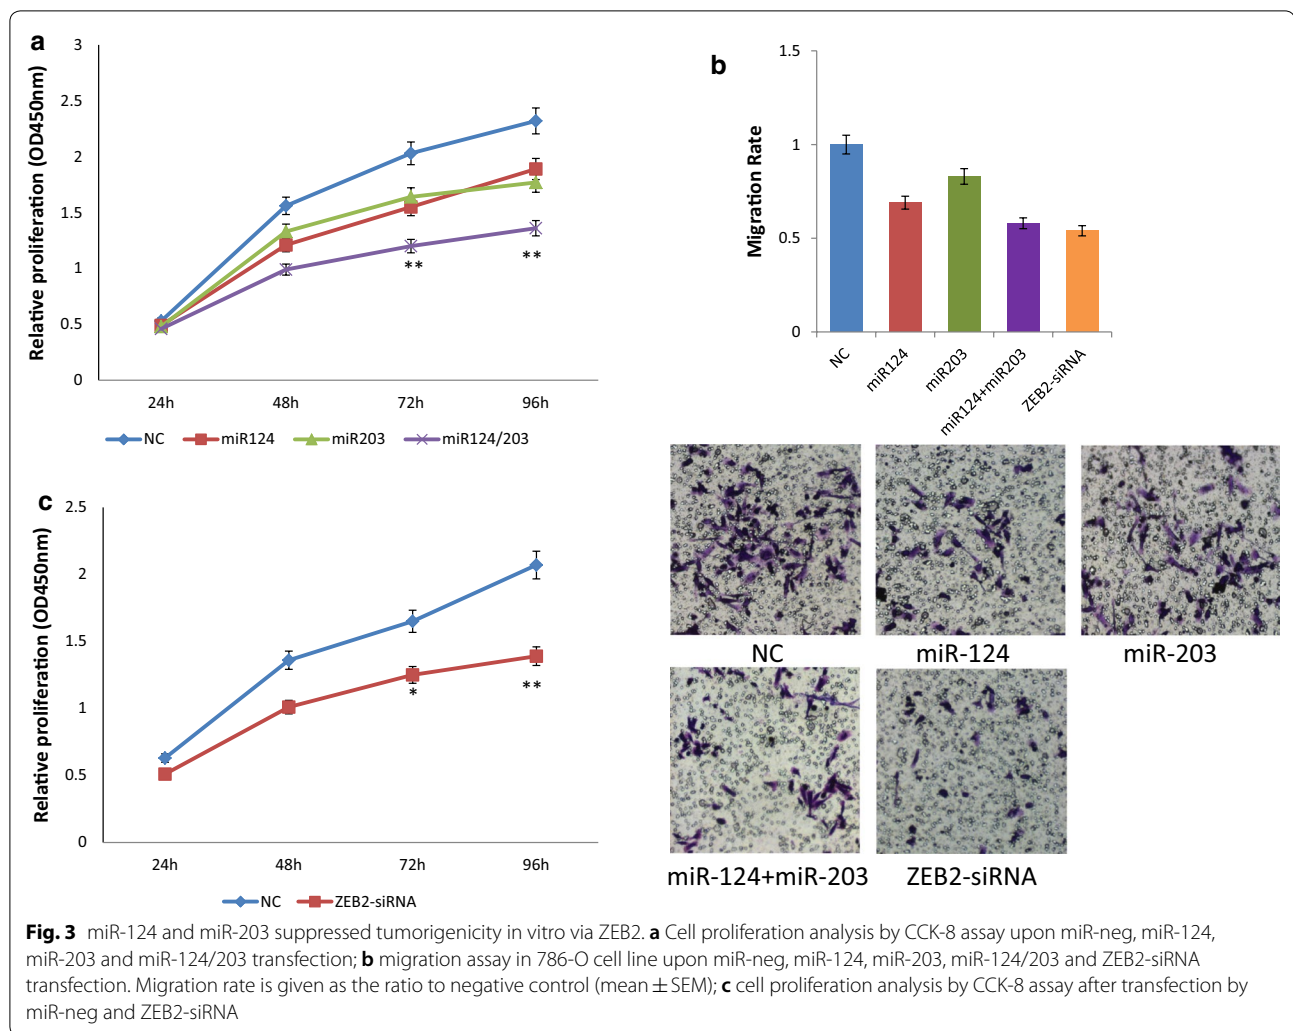 a
3
2.5
2
1.5
1
0.5
0
Relative proliferation (OD450nm)
24h 48h 72h 96h
** **
NC miR124 miR203 miR124/203
b
1.5
1
0.5
0
Migration Rate
NC miR124 miR203 miR124+miR203 ZEB2-siRNA
NC miR-124 miR-203
miR-124+miR-203 ZEB2-siRNA
c
2.5
2
1.5
1
0.5
0
Relative proliferation (OD450nm)
24h 48h 72h 96h
* **
NC ZEB2-siRNA
Fig. 3 miR-124 and miR-203 suppressed tumorigenicity in vitro via ZEB2. a Cell proliferation analysis by CCK-8 assay upon miR-neg, miR-124,
miR-203 and miR-124/203 transfection; b migration assay in 786-O cell line upon miR-neg, miR-124, miR-203, miR-124/203 and ZEB2-siRNA
transfection. Migration rate is given as the ratio to negative control (mean ± SEM); c cell proliferation analysis by CCK-8 assay after transfection by
miR-neg and ZEB2-siRNA